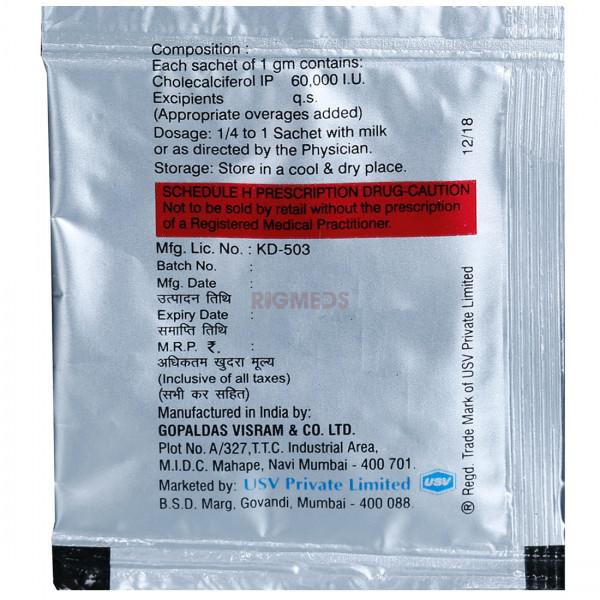 Composition :
Each sachet of 1 gm contains:
Cholecalciferol IP 60,000 I.U.
Excipients q.s.
(Appropriate overages added)
Dosage: 1/4 to 1 Sachet with milk
or as directed by the Physician.
Storage: Store in a cool & dry place.
SCHEDULE H PRESCRIPTION DRUG-CAUTION
Not to be sold by retail without the prescription
of a Registered Medical Practitioner.
Mfg. Lic. No. : KD-503
Batch No. :
Mfg. Date :
उत्पादन तिथि
RIGMEDS
Expiry Date :
समाप्ति तिथि
M.R.P. ₹. :
अधिकतम खुदरा मूल्य
(Inclusive of all taxes)
(सभी कर सहित)
Manufactured in India by:
GOPALDAS VISRAM & CO. LTD.
Plot No. A/327, T.T.C. Industrial Area,
M.I.D.C. Mahape, Navi Mumbai - 400 701.
Marketed by: USV Private Limited USV
B.S.D. Marg, Govandi, Mumbai - 400 088.
® Regd. Trade Mark of USV Private Limited
12/18